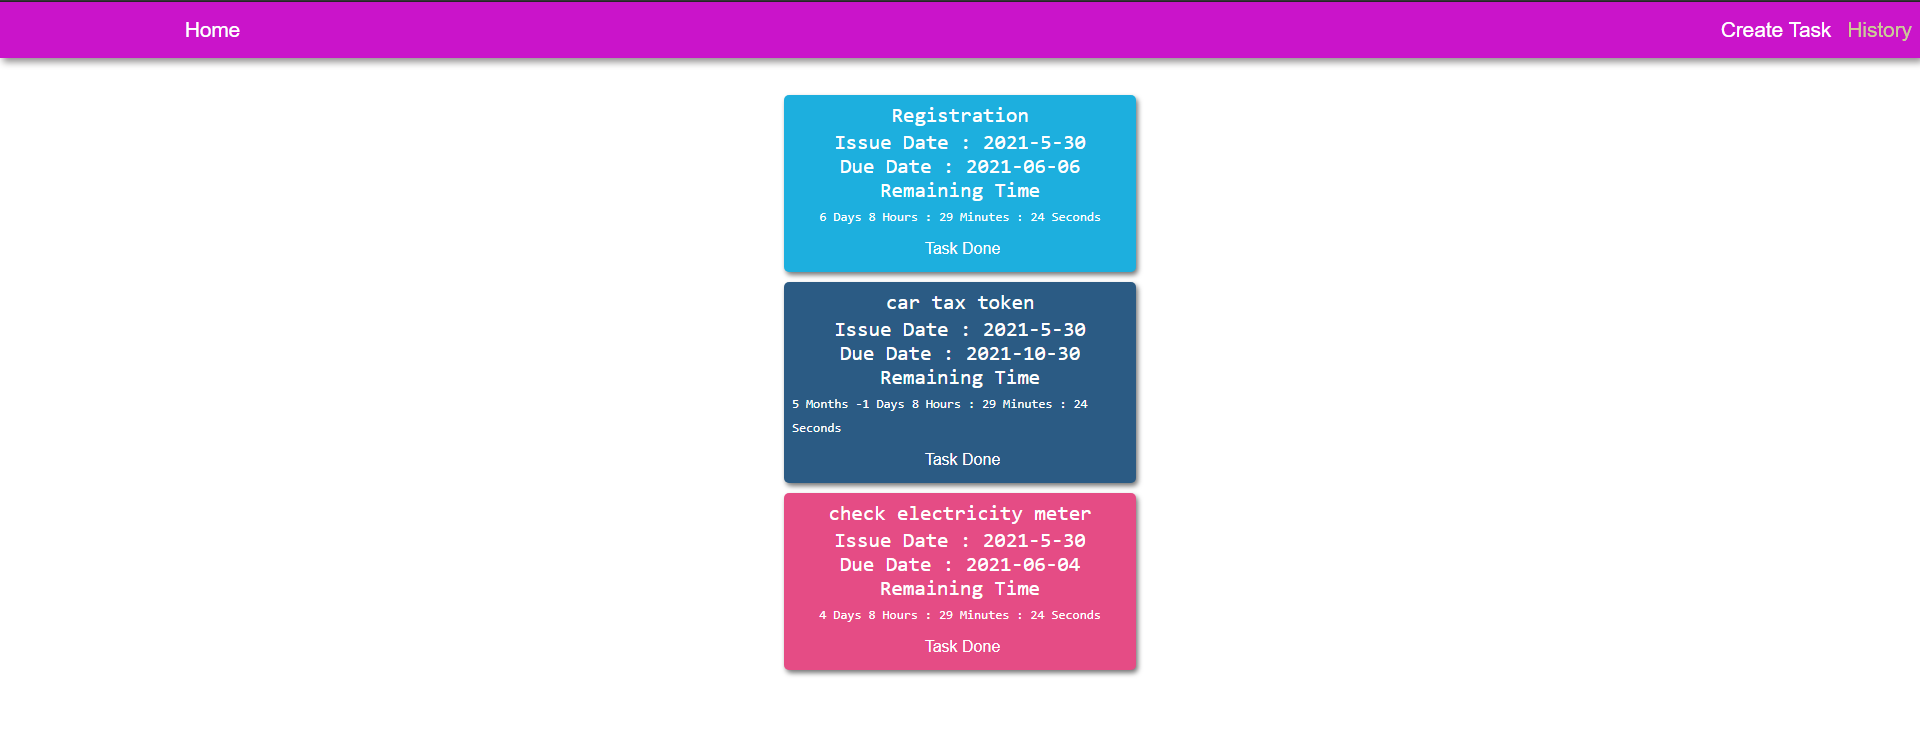 Home Create Task History
Registration
Issue Date : 2021-5-30
Due Date : 2021-06-06
Remaining Time
6 Days 8 Hours : 29 Minutes : 24 Seconds
Task Done
car tax token
Issue Date : 2021-5-30
Due Date : 2021-10-30
Remaining Time
5 Months -1 Days 8 Hours : 29 Minutes : 24
Seconds
Task Done
check electricity meter
Issue Date : 2021-5-30
Due Date : 2021-06-04
Remaining Time
4 Days 8 Hours : 29 Minutes : 24 Seconds
Task Done